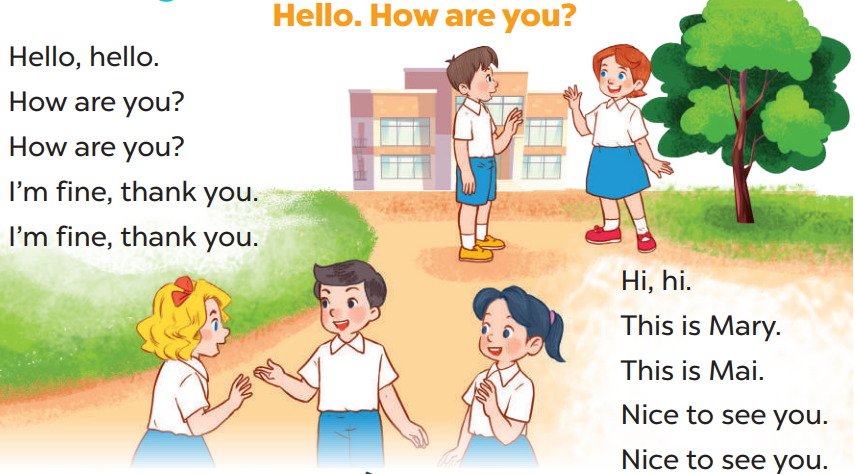 Hello. How are you?
Hello, hello.
How are you?
How are you?
I'm fine, thank you.
I'm fine, thank you.
Hi, hi.
This is Mary.
This is Mai.
Nice to see you.
Nice to see you.